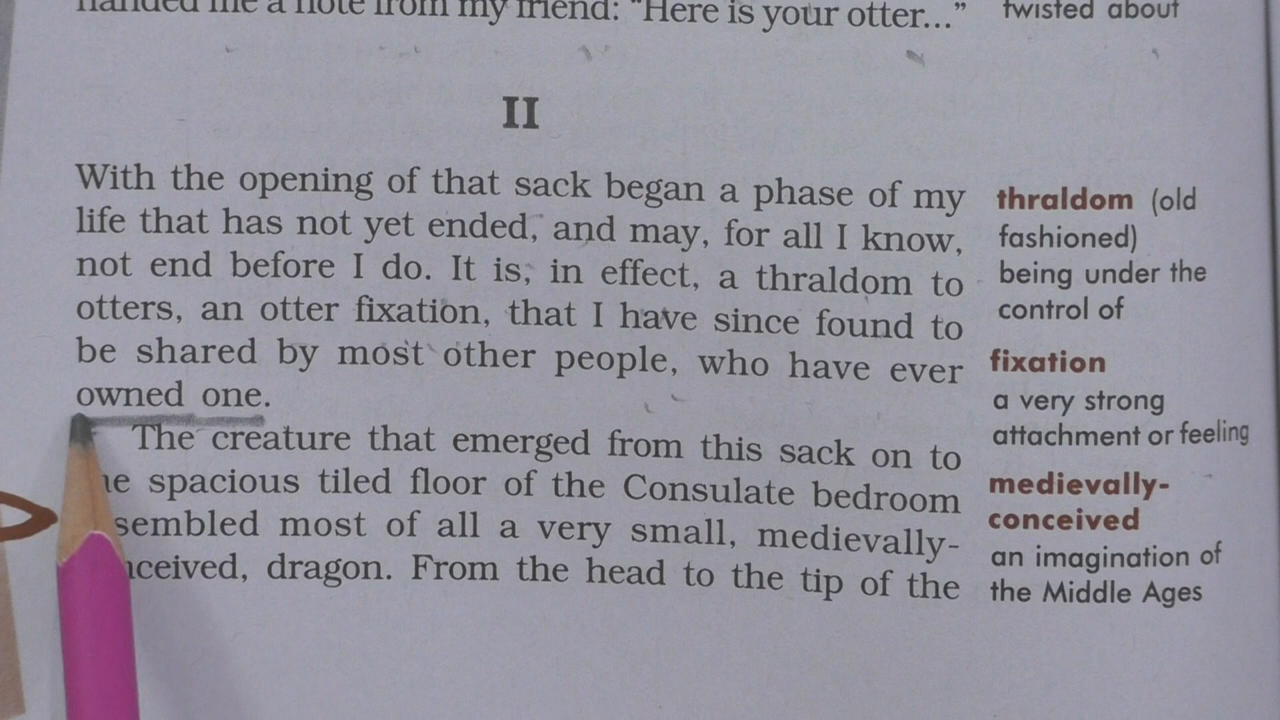 handed me a note from my friend: "Here is your otter..."
twisted about
II
With the opening of that sack began a phase of my
life that has not yet ended, and may, for all I know,
not end before I do. It is, in effect, a thraldom to
otters, an otter fixation, that I have since found to
be shared by most other people, who have ever
owned one.
The creature that emerged from this sack on to
spacious tiled floor of the Consulate bedroom
most of all a very small, medievally-
dragon. From the head to the tip of the
thraldom (old
fashioned)
being under the
control of
fixation
a very strong
attachment or feeling
medievally-
conceived
an imagination of
the Middle Ages